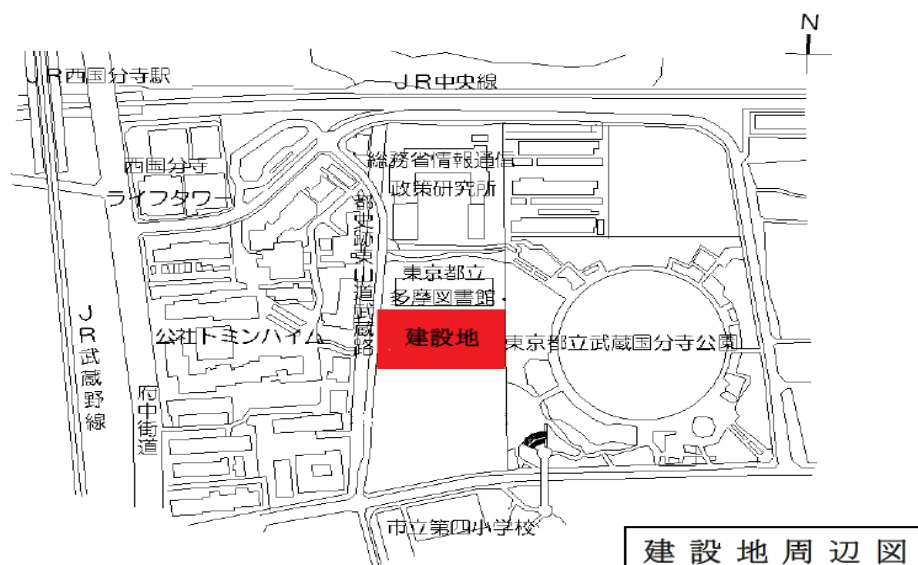 N
JR西国分寺駅
JR中央線
西国分寺
ライフタワー
総務省情報通信
政策研究所
都史跡東山道武蔵路
東京都立
多摩図書館
建設地
東京都立武蔵国分寺公園
公社トミンハイム
JR武蔵野線
府中街道
市立第四小学校
建設地周辺図